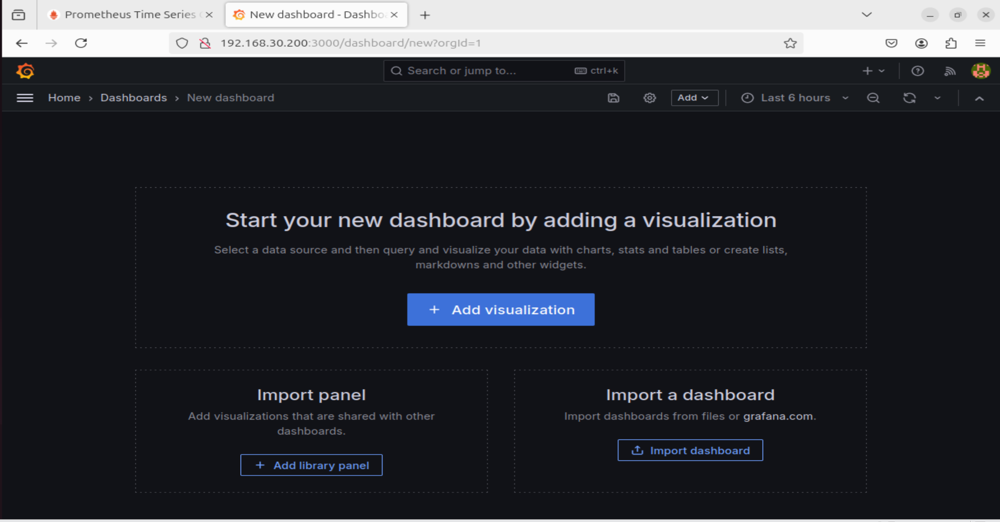 Prometheus Time Series
New dashboard - Dashboa
192.168.30.200:3000/dashboard/new?orgId=1
Search or jump to... ctrl+k
Home › Dashboards › New dashboard
Add
Last 6 hours
Start your new dashboard by adding a visualization
Select a data source and then query and visualize your data with charts, stats and tables or create lists,
markdowns and other widgets.
+ Add visualization
Import panel
Add visualizations that are shared with other
dashboards.
+ Add library panel
Import a dashboard
Import dashboards from files or grafana.com.
Import dashboard